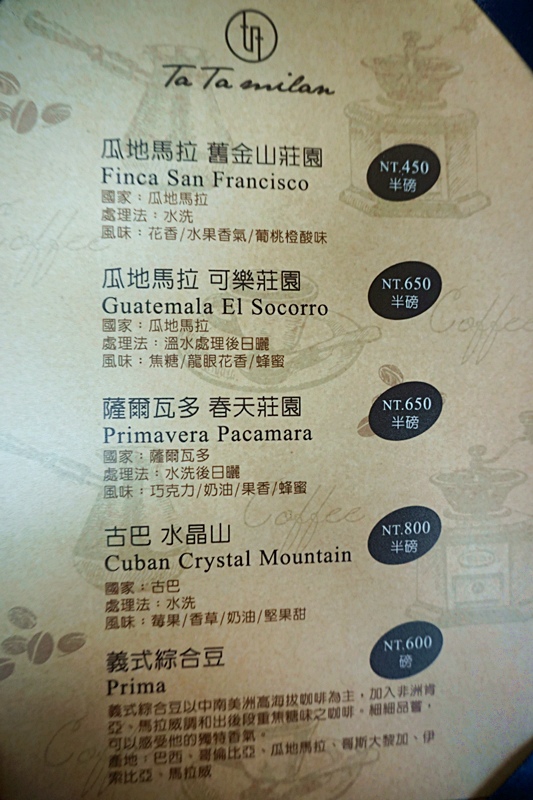 Ta Ta milan
瓜地馬拉 舊金山莊園
Finca San Francisco
國家：瓜地馬拉
處理法：水洗
風味：花香/水果香氣/葡桃橙酸味
NT.450
半磅
瓜地馬拉 可樂莊園
Guatemala El Socorro
國家：瓜地馬拉
處理法：溫水處理後日曬
風味：焦糖/龍眼花香/蜂蜜
NT.650
半磅
薩爾瓦多 春天莊園
Primavera Pacamara
國家：薩爾瓦多
處理法：水洗後日曬
風味：巧克力/奶油/果香/蜂蜜
NT.650
半磅
古巴 水晶山
Cuban Crystal Mountain
國家：古巴
處理法：水洗
風味：莓果/香草/奶油/堅果甜
NT.800
半磅
義式綜合豆
Prima
義式綜合豆以中南美洲高海拔咖啡為主，加入非洲肯
亞、馬拉威調和出後段重焦糖味之咖啡。細細品嘗，
可以感受他的獨特香氣。
產地：巴西、哥倫比亞、瓜地馬拉、哥斯大黎加、伊
索比亞、馬拉威
NT.600
磅
Coffee
Coffee